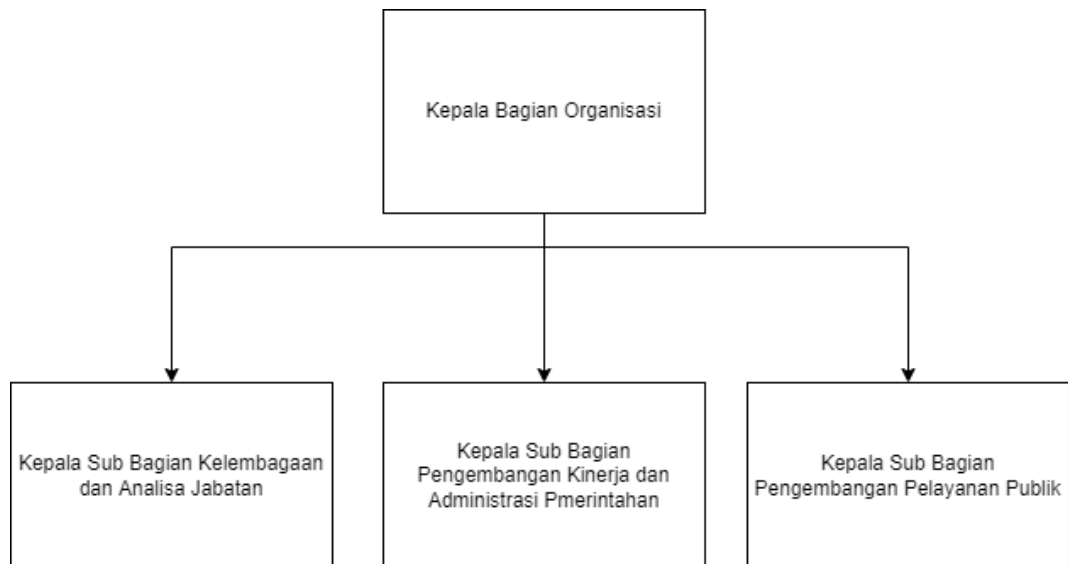 Kepala Bagian Organisasi
Kepala Sub Bagian Kelembagaan
dan Analisa Jabatan
Kepala Sub Bagian
Pengembangan Kinerja dan
Administrasi Pmerintahan
Kepala Sub Bagian
Pengembangan Pelayanan Publik